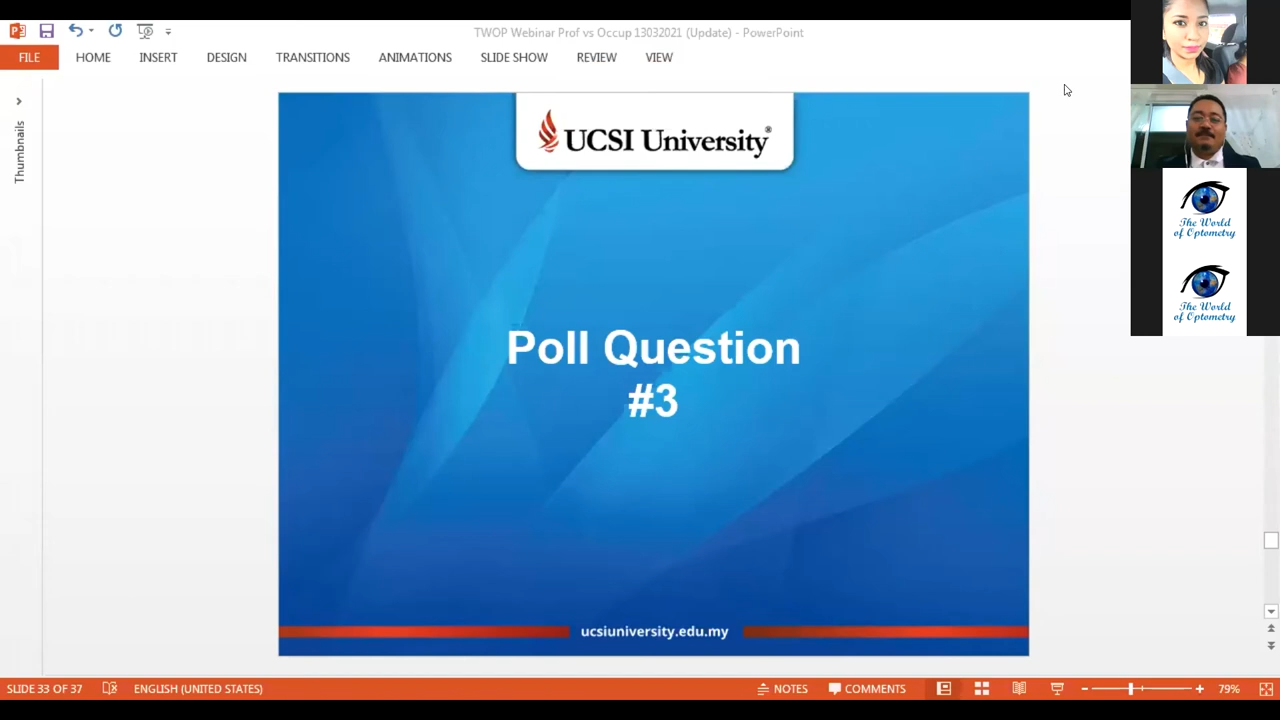 TWOP Webinar Prof vs Occup 13032021 (Update) - PowerPoint
FILE HOME INSERT DESIGN TRANSITIONS ANIMATIONS SLIDE SHOW REVIEW VIEW
Thumbnails
UCSI University®
Poll Question
#3
ucsiuniversity.edu.my
The World
of Optometry
The World
of Optometry
SLIDE 33 OF 37 ENGLISH (UNITED STATES) NOTES COMMENTS 79%